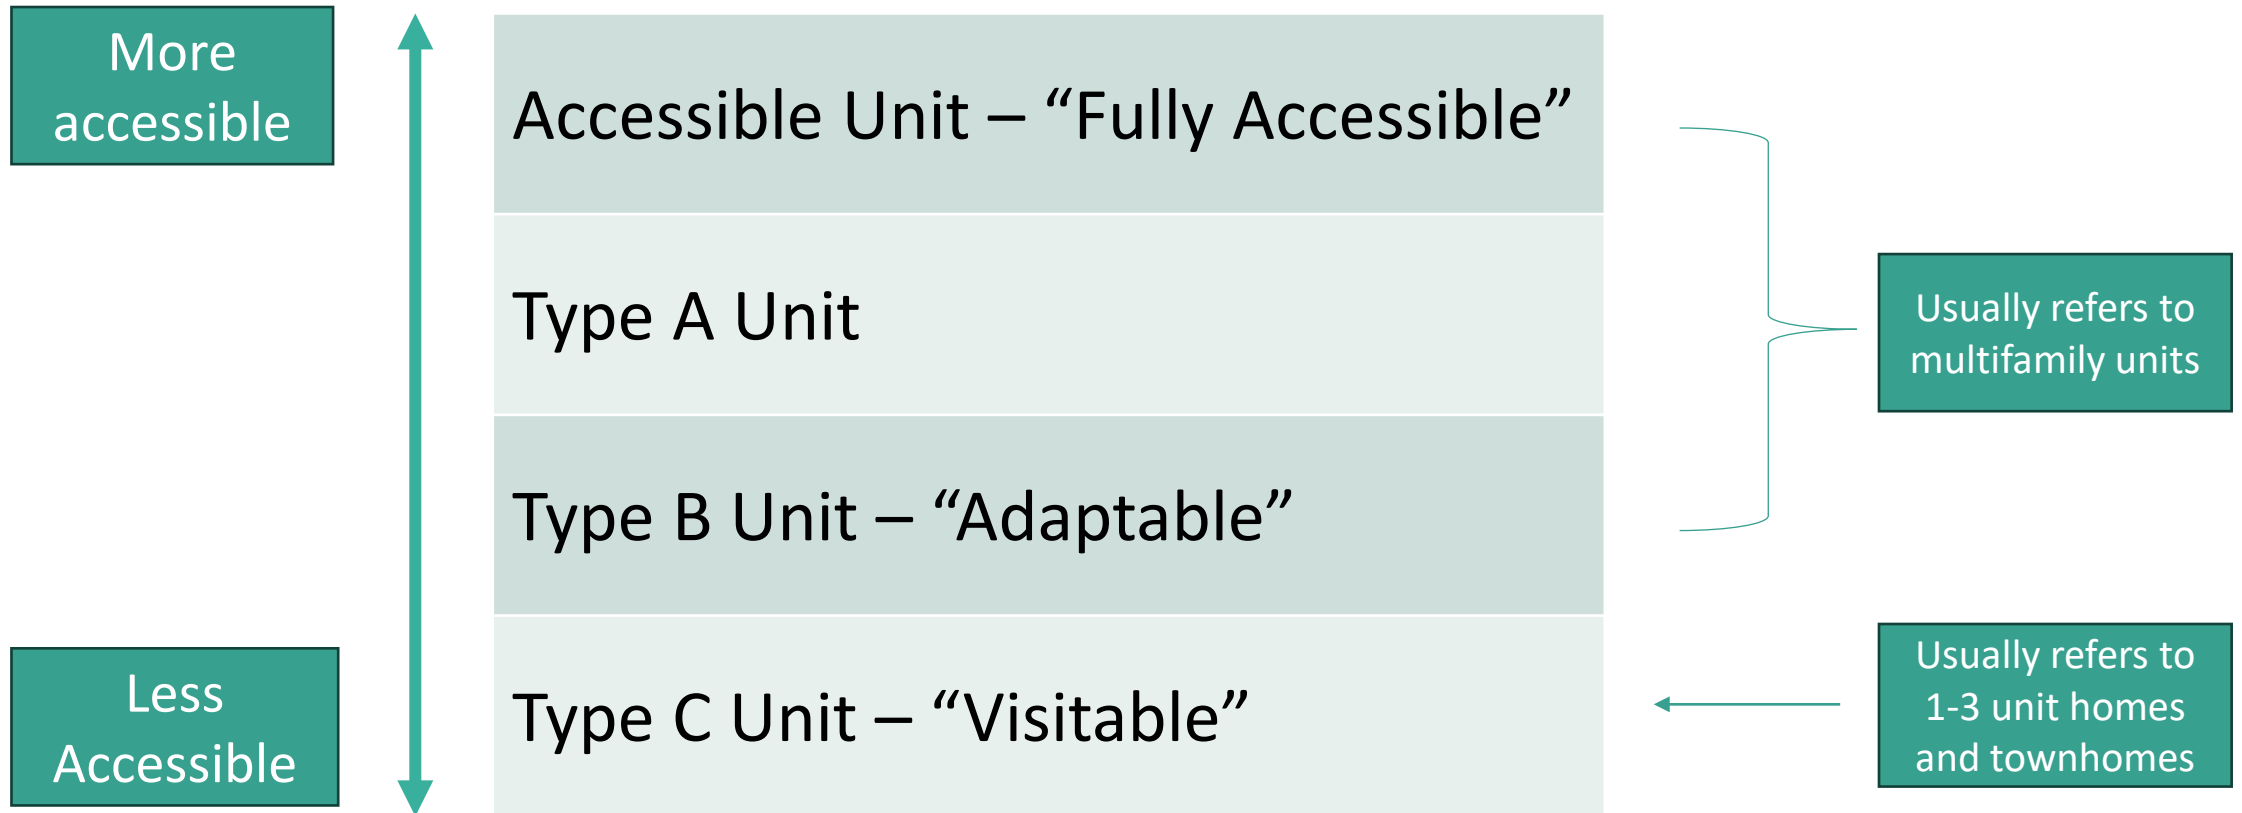 More
accessible
Accessible Unit – “Fully Accessible”
Type A Unit
Type B Unit – “Adaptable”
Type C Unit – “Visitable”
Less
Accessible
Usually refers to
multifamily units
Usually refers to
1-3 unit homes
and townhomes